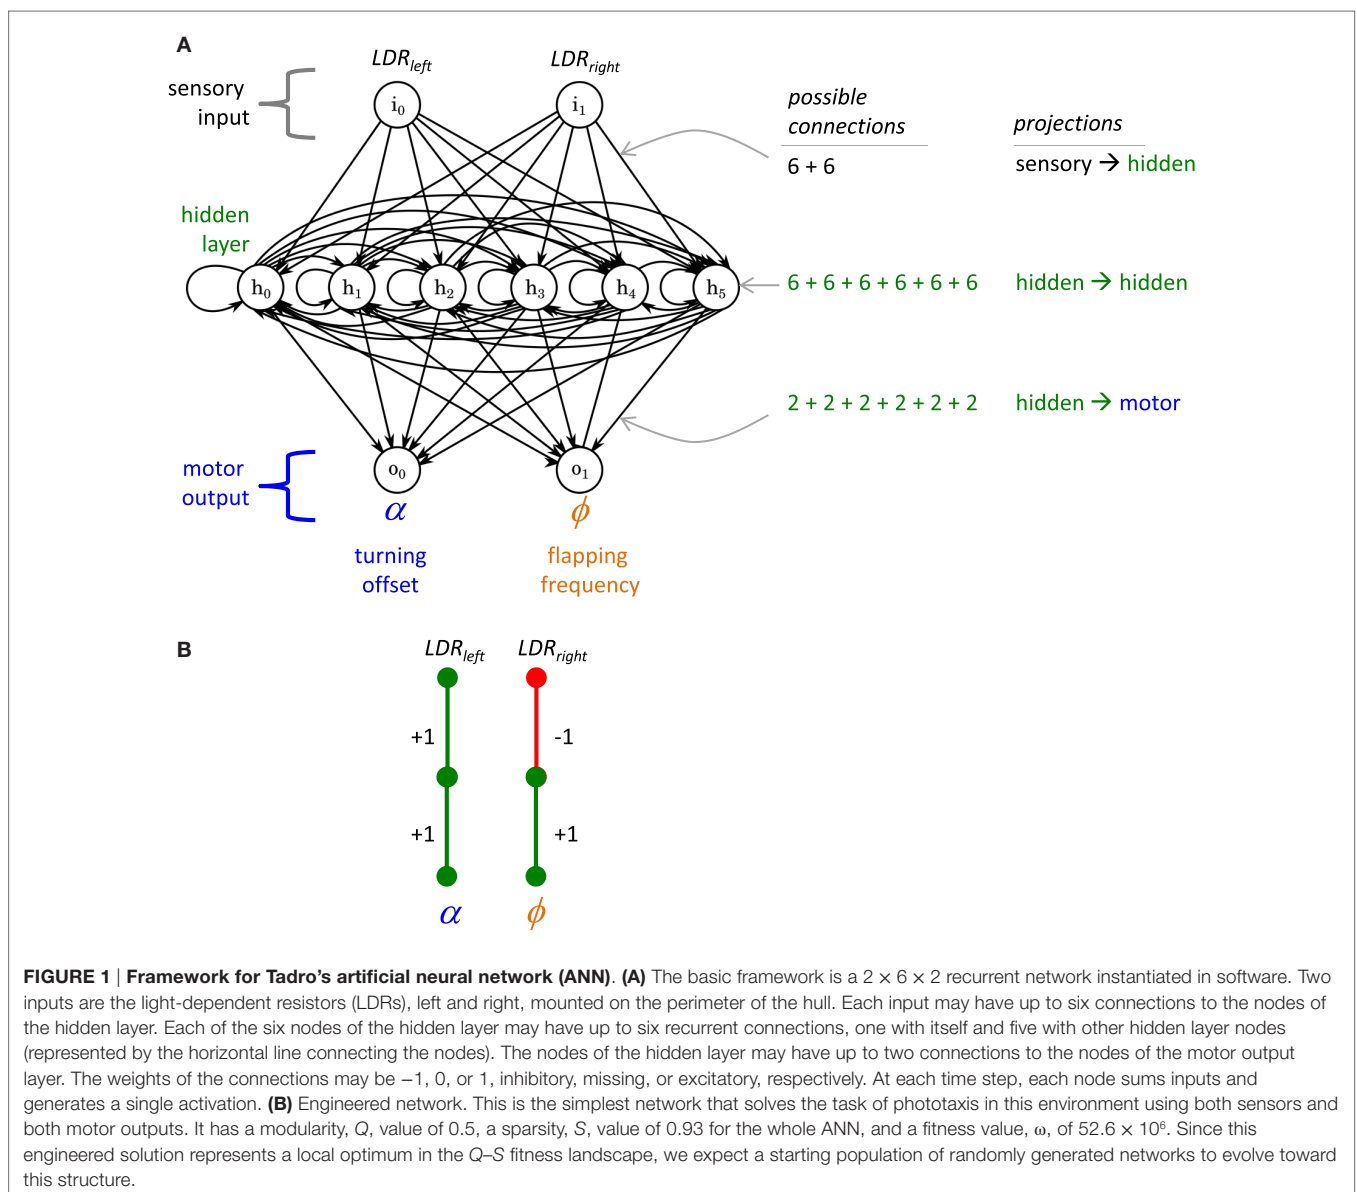 A
LDR_left LDR_right
sensory
input
i₀ i₁
possible
connections
projections
6 + 6
sensory → hidden
hidden
layer
h₀ h₁ h₂ h₃ h₄ h₅
6 + 6 + 6 + 6 + 6 + 6
hidden → hidden
2 + 2 + 2 + 2 + 2 + 2
hidden → motor
motor
output
o₀ o₁
α ϕ
turning
offset
flapping
frequency
B
LDR_left LDR_right
+1 -1
+1 +1
α ϕ
FIGURE 1 | Framework for Tadro's artificial neural network (ANN). (A) The basic framework is a 2 × 6 × 2 recurrent network instantiated in software. Two
inputs are the light-dependent resistors (LDRs), left and right, mounted on the perimeter of the hull. Each input may have up to six connections to the nodes of
the hidden layer. Each of the six nodes of the hidden layer may have up to six recurrent connections, one with itself and five with other hidden layer nodes
(represented by the horizontal line connecting the nodes). The nodes of the hidden layer may have up to two connections to the nodes of the motor output
layer. The weights of the connections may be −1, 0, or 1, inhibitory, missing, or excitatory, respectively. At each time step, each node sums inputs and
generates a single activation. (B) Engineered network. This is the simplest network that solves the task of phototaxis in this environment using both sensors and
both motor outputs. It has a modularity, Q, value of 0.5, a sparsity, S, value of 0.93 for the whole ANN, and a fitness value, ω, of 52.6 × 10⁶. Since this
engineered solution represents a local optimum in the Q–S fitness landscape, we expect a starting population of randomly generated networks to evolve toward
this structure.